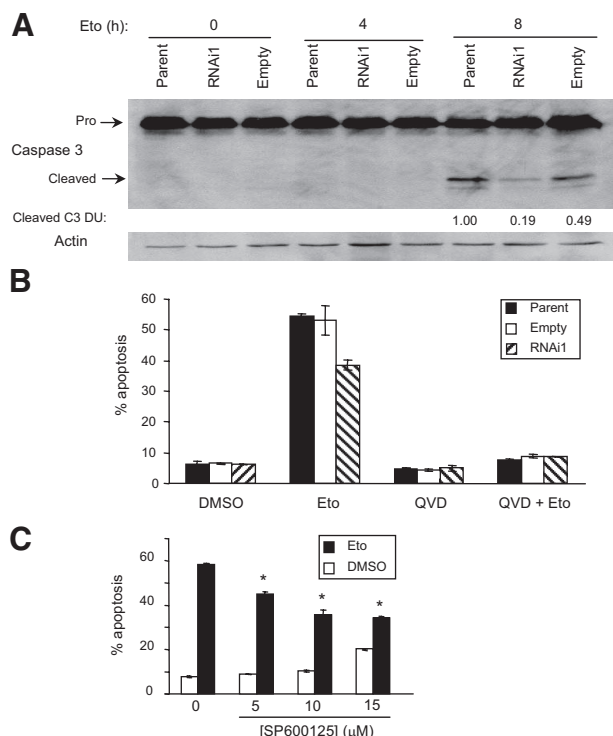 A
Eto (h): 0 4 8
Parent RNAi1 Empty Parent RNAi1 Empty Parent RNAi1 Empty
Pro
Caspase 3
Cleaved
Cleaved C3 DU: 1.00 0.19 0.49
Actin
B
60
50
40
30
20
10
0
% apoptosis
Parent
Empty
RNAi1
DMSO Eto QVD QVD + Eto
C
60
40
20
0
% apoptosis
Eto
DMSO
* * *
0 5 10 15
[SP600125] (μM)